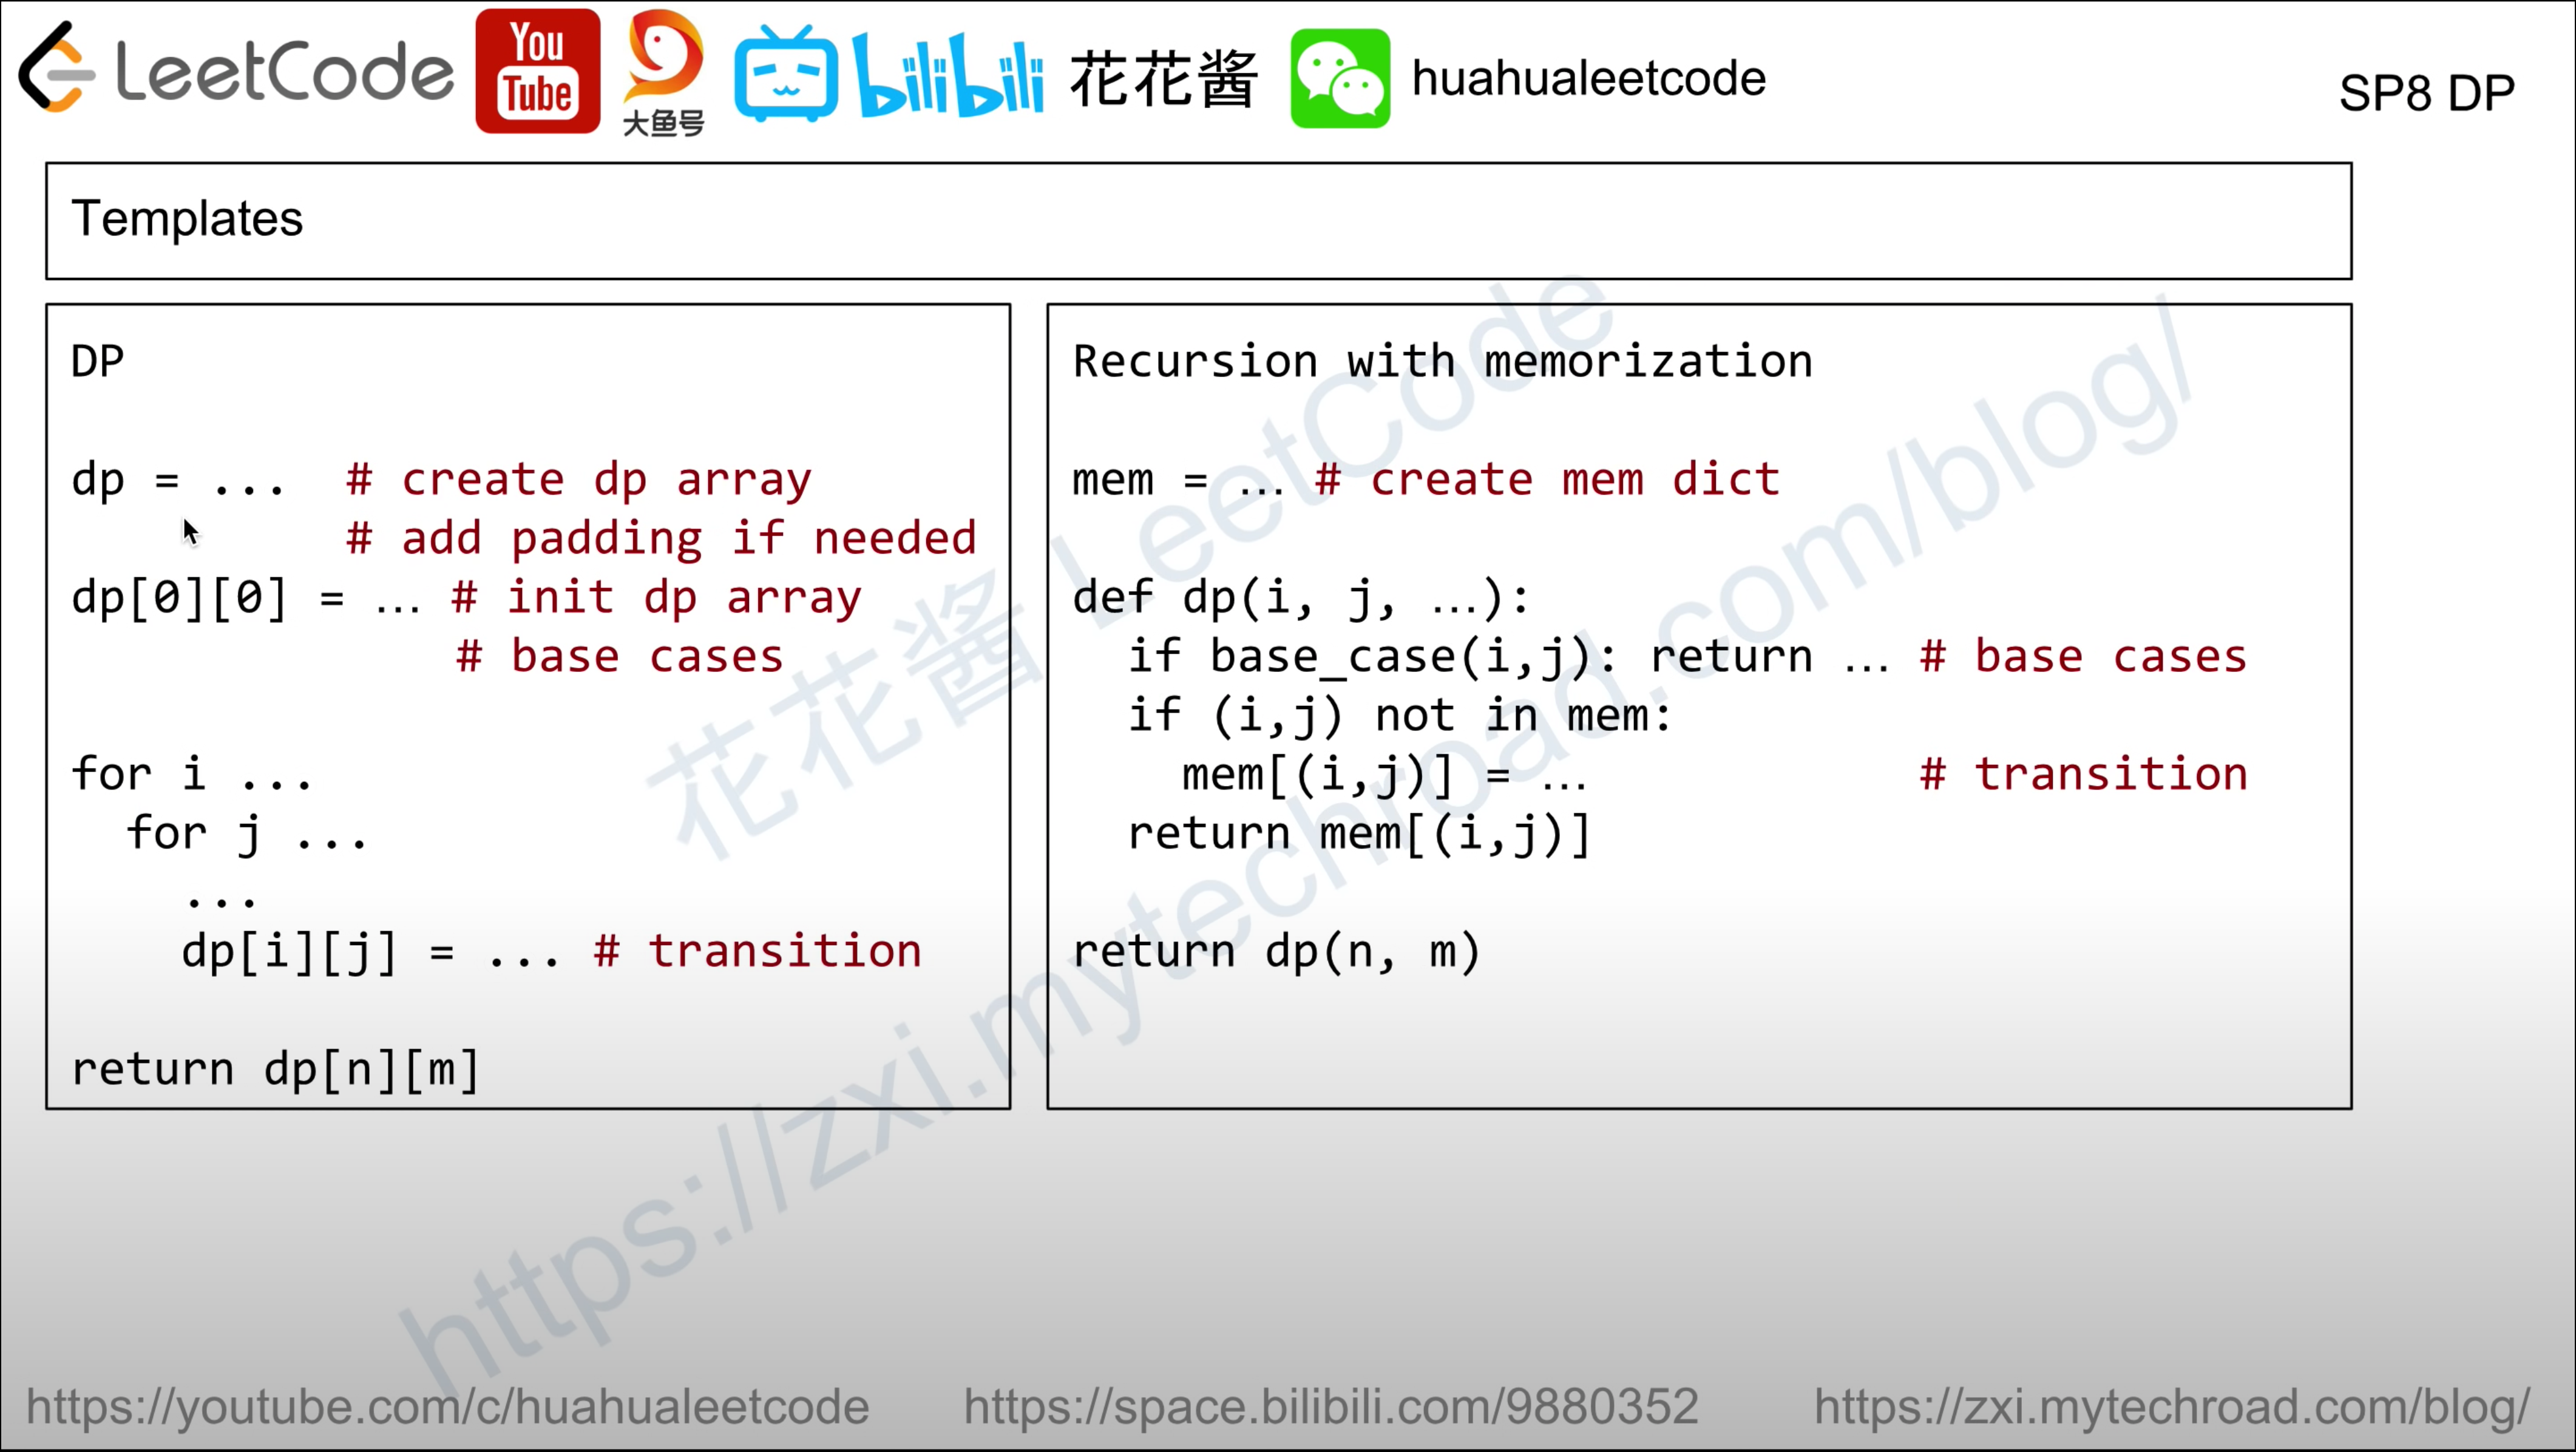 LeetCode
You
Tube
大鱼号
bilibili
花花酱
huahualeetcode
SP8 DP
Templates
DP
dp = ...  # create dp array
# add padding if needed
dp[0][0] = … # init dp array
# base cases
for i ...
for j ...
...
dp[i][j] = ... # transition
return dp[n][m]
Recursion with memorization
mem = … # create mem dict
def dp(i, j, …):
if base_case(i,j): return … # base cases
if (i,j) not in mem:
mem[(i,j)] = … # transition
return mem[(i,j)]
return dp(n, m)
花花酱 LeetCode
https://zxi.mytechroad.com/blog/
https://youtube.com/c/huahualeetcode
https://space.bilibili.com/9880352
https://zxi.mytechroad.com/blog/